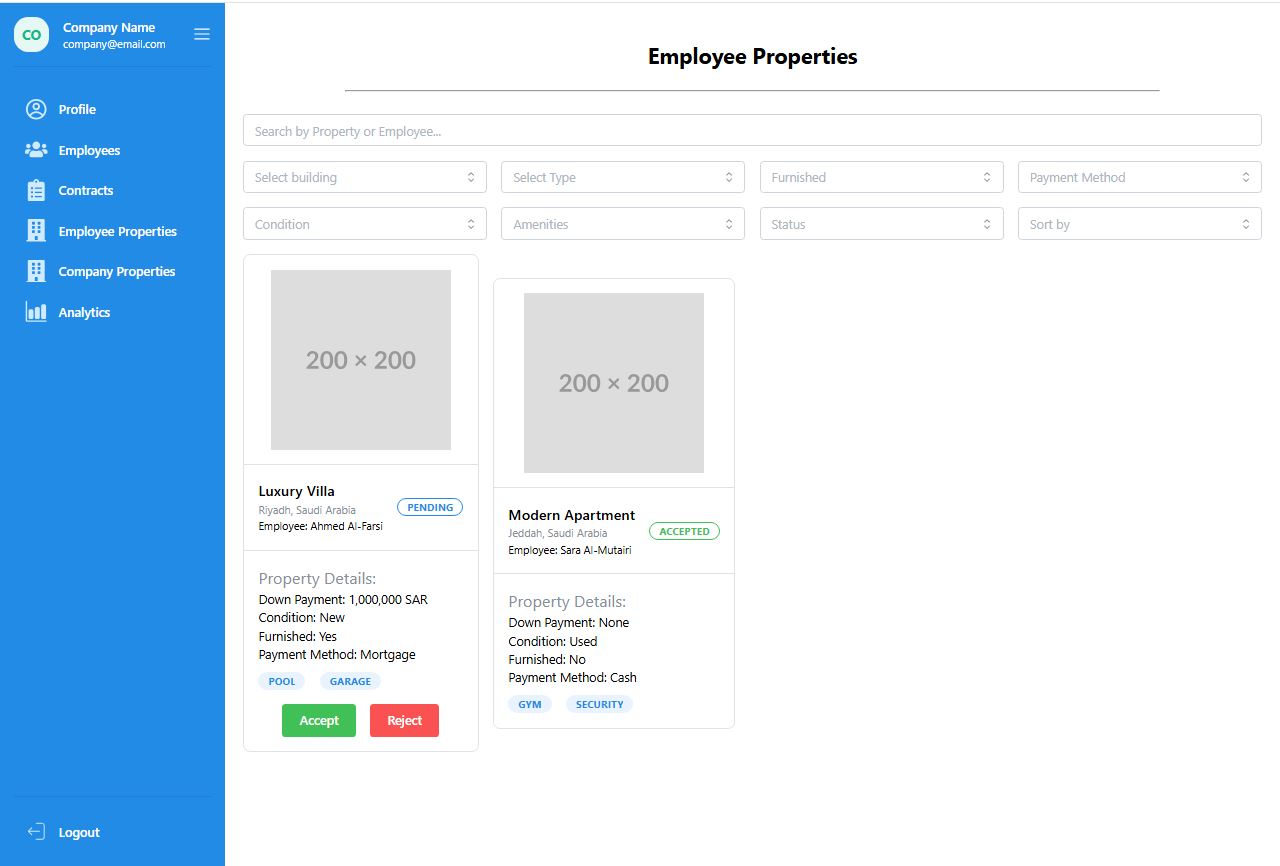 CO
Company Name
company@email.com
Profile
Employees
Contracts
Employee Properties
Company Properties
Analytics
Logout
Employee Properties
Search by Property or Employee...
Select building
Select Type
Furnished
Payment Method
Condition
Amenities
Status
Sort by
200 × 200
Luxury Villa
Riyadh, Saudi Arabia
Employee: Ahmed Al-Farsi
PENDING
Property Details:
Down Payment: 1,000,000 SAR
Condition: New
Furnished: Yes
Payment Method: Mortgage
POOL GARAGE
Accept Reject
200 × 200
Modern Apartment
Jeddah, Saudi Arabia
Employee: Sara Al-Mutairi
ACCEPTED
Property Details:
Down Payment: None
Condition: Used
Furnished: No
Payment Method: Cash
GYM SECURITY